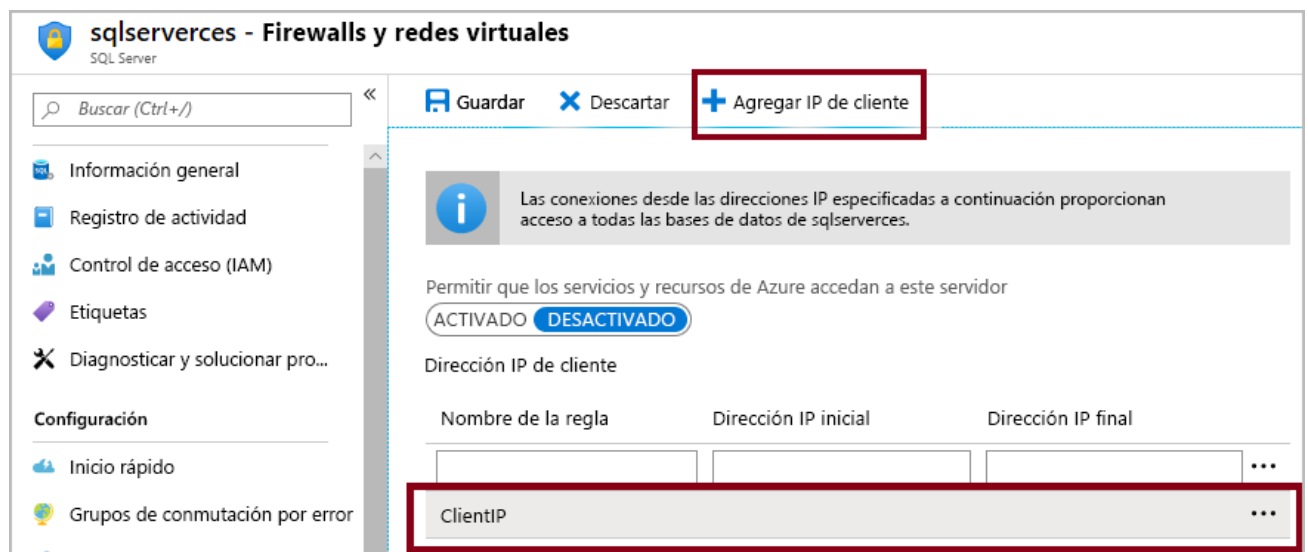 sqlserverces - Firewalls y redes virtuales
SQL Server
Buscar (Ctrl+/)
«
Guardar
Descartar
Agregar IP de cliente
Información general
Registro de actividad
Control de acceso (IAM)
Etiquetas
Diagnosticar y solucionar pro...
Configuración
Inicio rápido
Grupos de conmutación por error
Las conexiones desde las direcciones IP especificadas a continuación proporcionan
acceso a todas las bases de datos de sqlserverces.
Permitir que los servicios y recursos de Azure accedan a este servidor
ACTIVADO DESACTIVADO
Dirección IP de cliente
Nombre de la regla Dirección IP inicial Dirección IP final
...
ClientIP ...